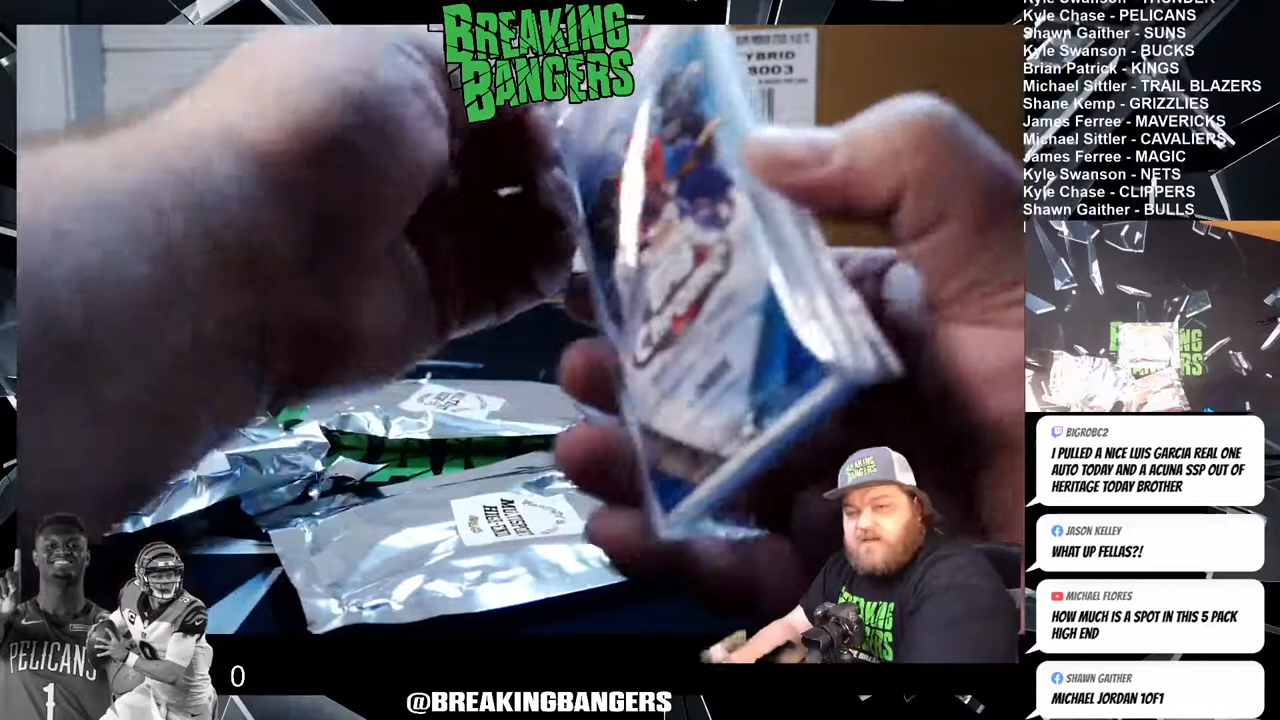 BREAKING
BANGERS
YBRID
Kyle Chase - PELICANS
Shawn Gaither - SUNS
Kyle Swanson - BUCKS
Brian Patrick - KINGS
Michael Sittler - TRAIL BLAZERS
Shane Kemp - GRIZZLIES
James Ferree - MAVERICKS
Michael Sittler - CAVALIERS
James Ferree - MAGIC
Kyle Swanson - NETS
Kyle Chase - CLIPPERS
Shawn Gaither - BULLS
BIGROBC2
I PULLED A NICE LUIS GARCIA REAL ONE
AUTO TODAY AND A ACUNA SSP OUT OF
HERITAGE TODAY BROTHER
JASON KELLEY
WHAT UP FELLAS?!
MICHAEL FLORES
HOW MUCH IS A SPOT IN THIS 5 PACK
HIGH END
SHAWN GAITHER
MICHAEL JORDAN 1OF1
PELICANS
1
0
@BREAKINGBANGERS